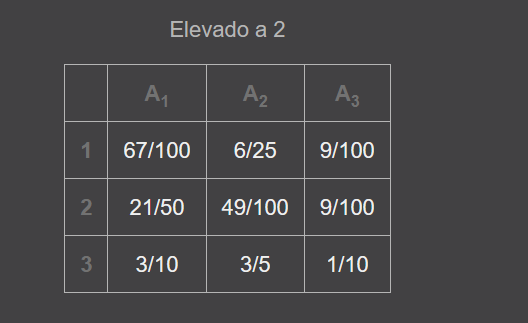 Elevado a 2
A₁ A₂ A₃
1 67/100 6/25 9/100
2 21/50 49/100 9/100
3 3/10 3/5 1/10